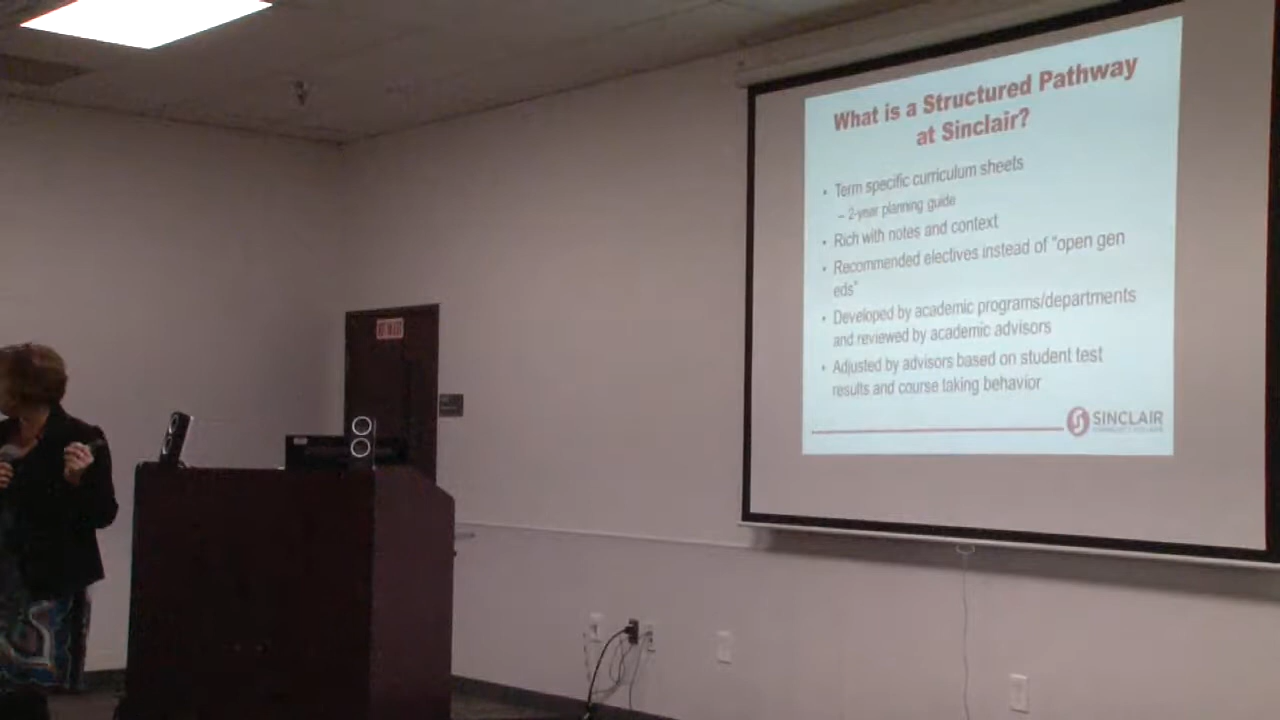 What is a Structured Pathway
at Sinclair?
• Term specific curriculum sheets
– 2-year planning guide
• Rich with notes and context
• Recommended electives instead of "open gen
eds"
• Developed by academic programs/departments
and reviewed by academic advisors
• Adjusted by advisors based on student test
results and course taking behavior
SINCLAIR